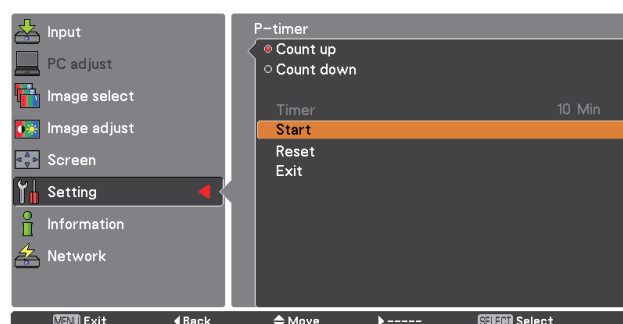 Input
PC adjust
Image select
Image adjust
Screen
Setting
Information
Network
P-timer
Count up
Count down
Timer 10 Min
Start
Reset
Exit
MENU Exit Back Move ----- SELECT Select